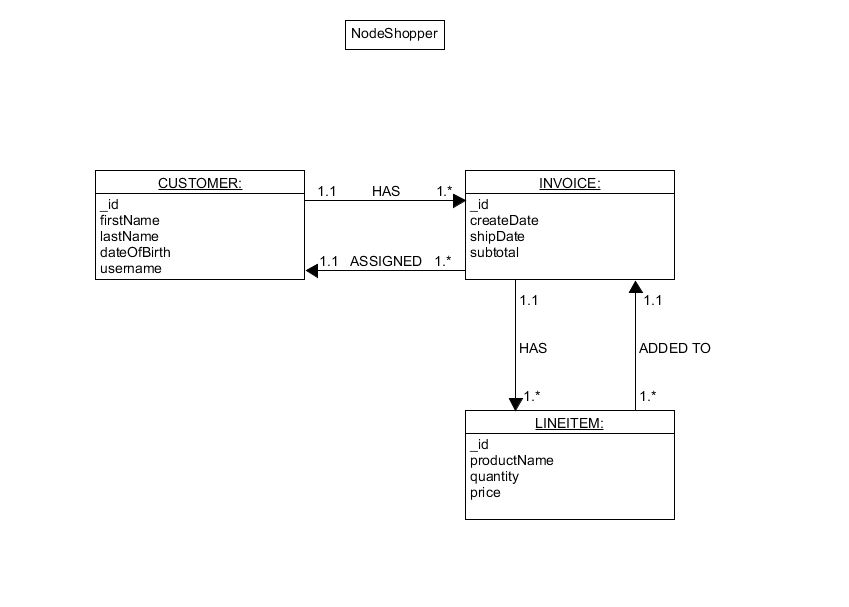 NodeShopper
CUSTOMER:
_id
firstName
lastName
dateOfBirth
username
1.1 HAS 1.*
1.1 ASSIGNED 1.*
INVOICE:
_id
createDate
shipDate
subtotal
1.1
HAS
1.*
1.1
ADDED TO
1.*
LINEITEM:
_id
productName
quantity
price